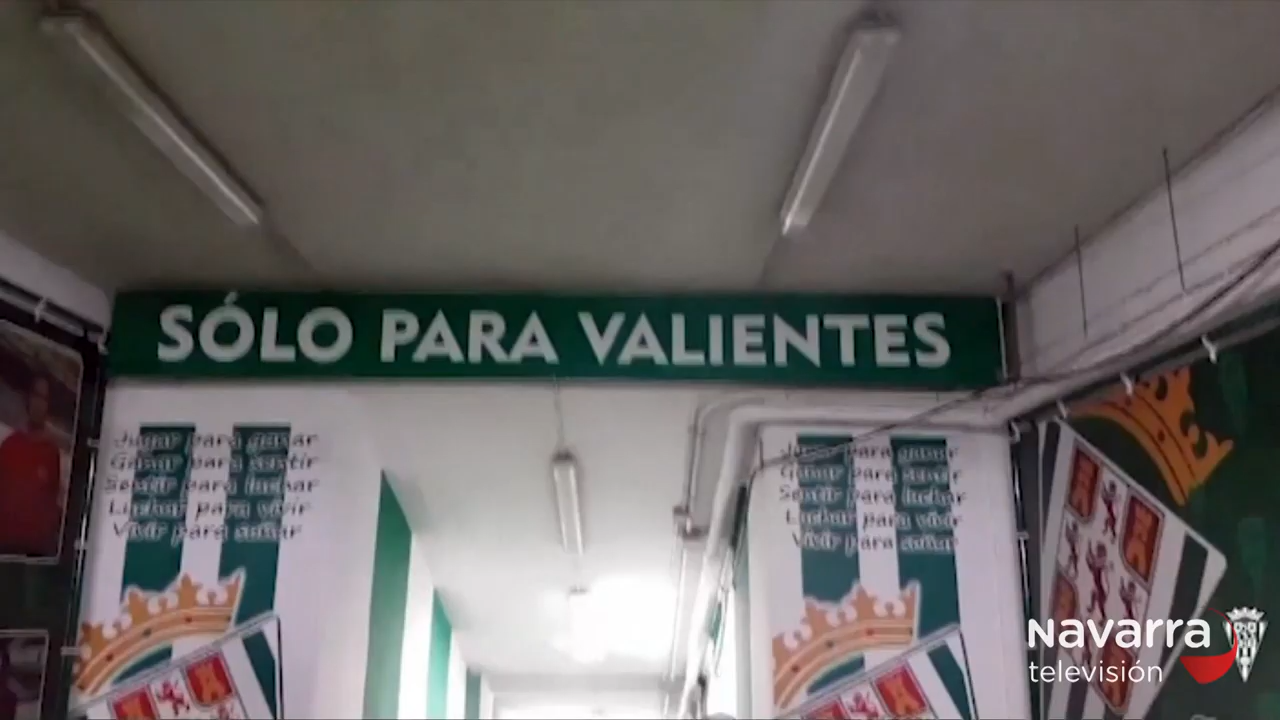 SÓLO PARA VALIENTES
Jugar para ganar
Ganar para sentir
Sentir para luchar
Luchar para vivir
Vivir para soñar
Jugar para ganar
Ganar para sentir
Sentir para luchar
Luchar para vivir
Vivir para soñar
Navarra
televisión